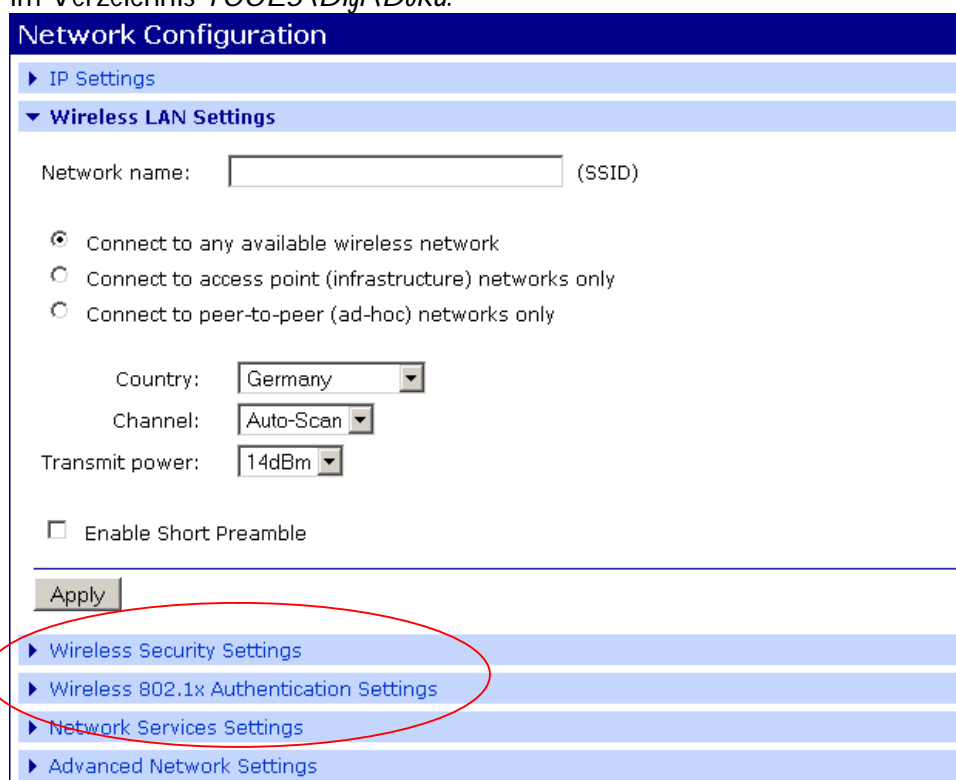 im Verzeichnis TOOLS\Digi\Doku.
Network Configuration
IP Settings
Wireless LAN Settings
Network name: (SSID)
Connect to any available wireless network
Connect to access point (infrastructure) networks only
Connect to peer-to-peer (ad-hoc) networks only
Country: Germany
Channel: Auto-Scan
Transmit power: 14dBm
Enable Short Preamble
Apply
Wireless Security Settings
Wireless 802.1x Authentication Settings
Network Services Settings
Advanced Network Settings